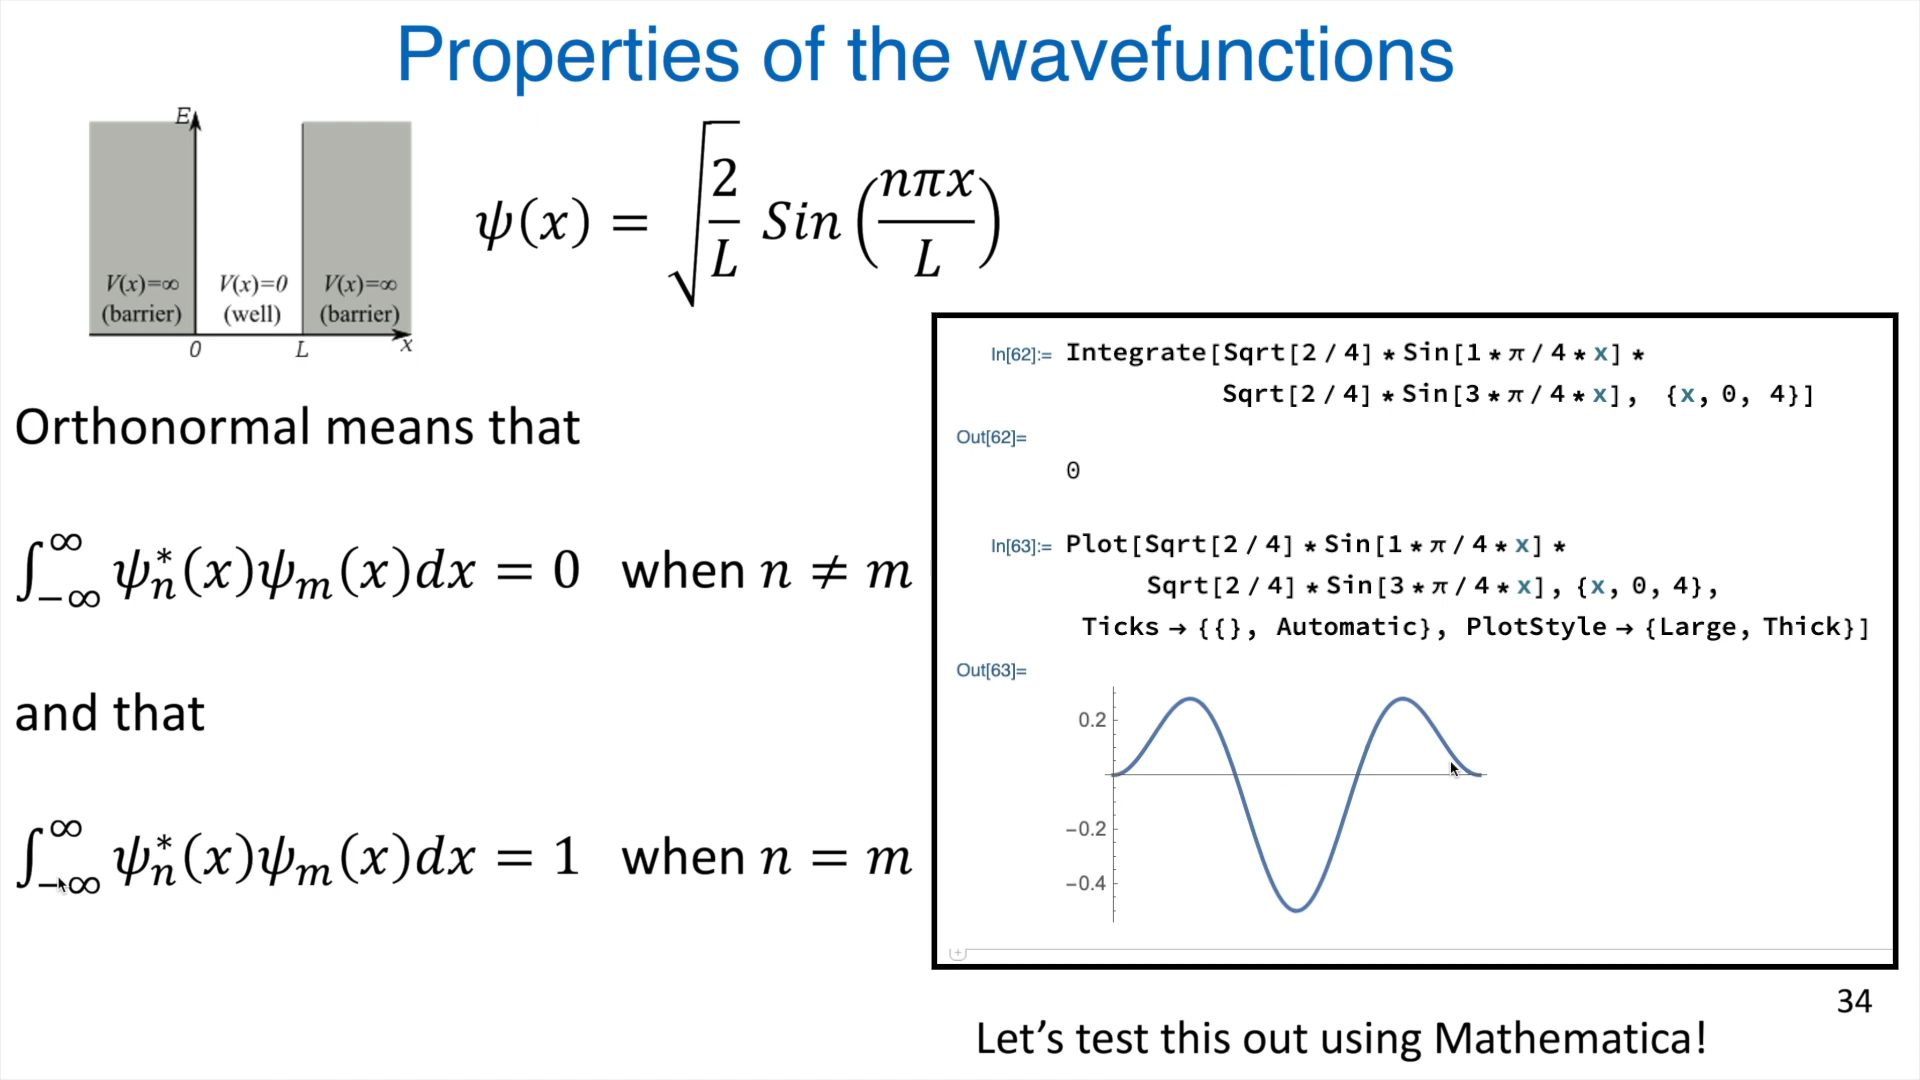 Properties of the wavefunctions
E
V(x)=∞ V(x)=0 V(x)=∞
(barrier) (well) (barrier)
0 L x
ψ(x) = √(2/L) Sin(nπx/L)
Orthonormal means that
∫_{-∞}^{∞} ψ_n^*(x)ψ_m(x)dx = 0 when n ≠ m
and that
∫_{-∞}^{∞} ψ_n^*(x)ψ_m(x)dx = 1 when n = m
In[62]:= Integrate[Sqrt[2/4]*Sin[1*π/4*x]*
Sqrt[2/4]*Sin[3*π/4*x], {x, 0, 4}]
Out[62]=
0
In[63]:= Plot[Sqrt[2/4]*Sin[1*π/4*x]*
Sqrt[2/4]*Sin[3*π/4*x], {x, 0, 4},
Ticks → {{}, Automatic}, PlotStyle → {Large, Thick}]
Out[63]=
0.2
−0.2
−0.4
34
Let's test this out using Mathematica!